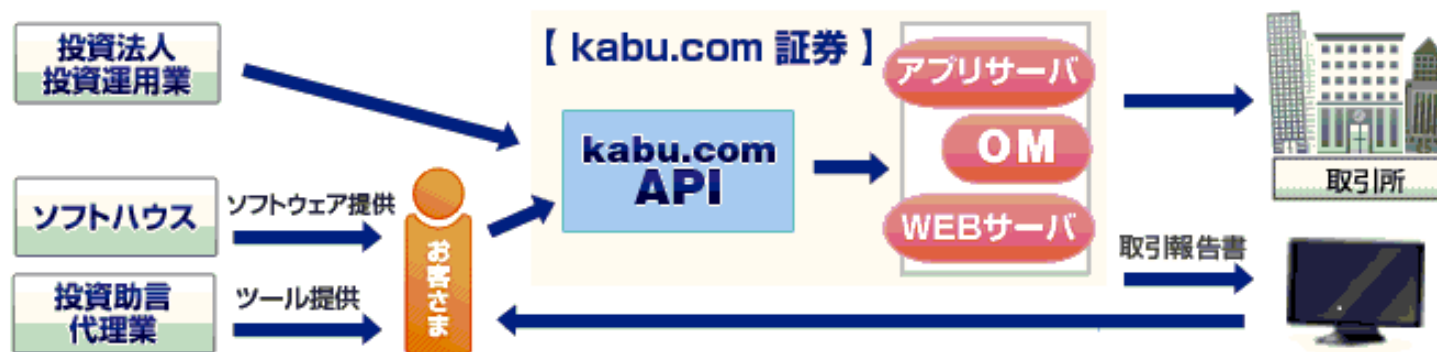 投資法人
投資運用業
ソフトハウス
投資助言
代理業
ソフトウェア提供
ツール提供
お客さま
【 kabu.com 証券 】
kabu.com
API
アプリサーバ
OM
WEBサーバ
取引所
取引報告書